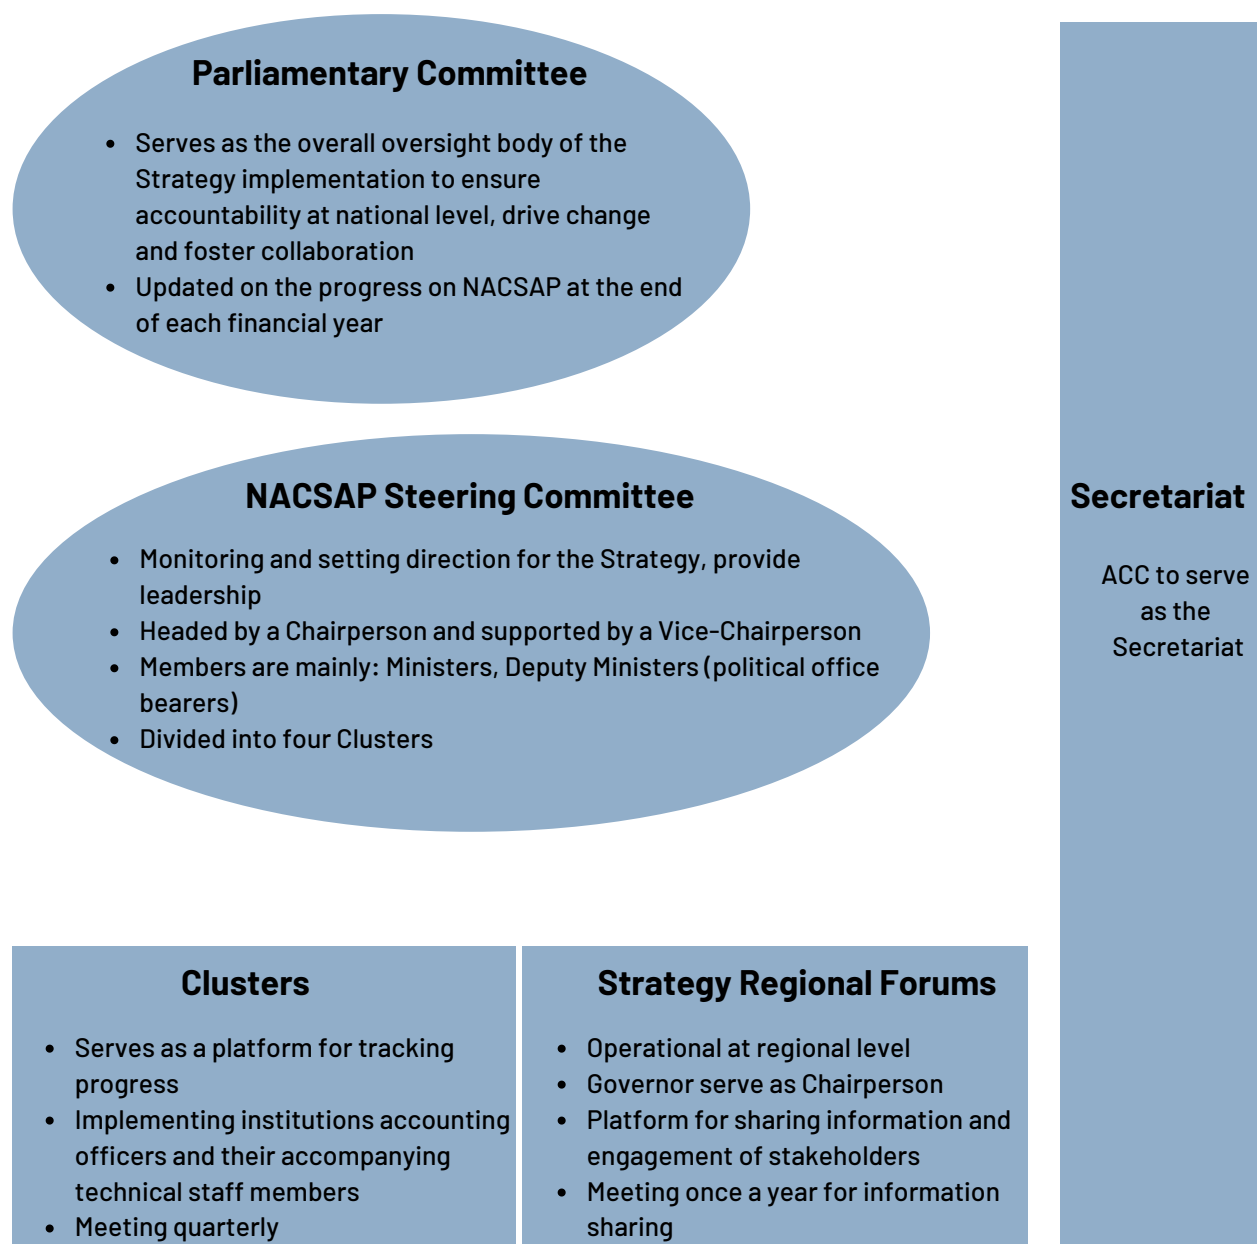 Parliamentary Committee
• Serves as the overall oversight body of the
Strategy implementation to ensure
accountability at national level, drive change
and foster collaboration
• Updated on the progress on NACSAP at the end
of each financial year
NACSAP Steering Committee
• Monitoring and setting direction for the Strategy, provide
leadership
• Headed by a Chairperson and supported by a Vice-Chairperson
• Members are mainly: Ministers, Deputy Ministers (political office
bearers)
• Divided into four Clusters
Secretariat
ACC to serve
as the
Secretariat
Clusters
• Serves as a platform for tracking
progress
• Implementing institutions accounting
officers and their accompanying
technical staff members
• Meeting quarterly
Strategy Regional Forums
• Operational at regional level
• Governor serve as Chairperson
• Platform for sharing information and
engagement of stakeholders
• Meeting once a year for information
sharing